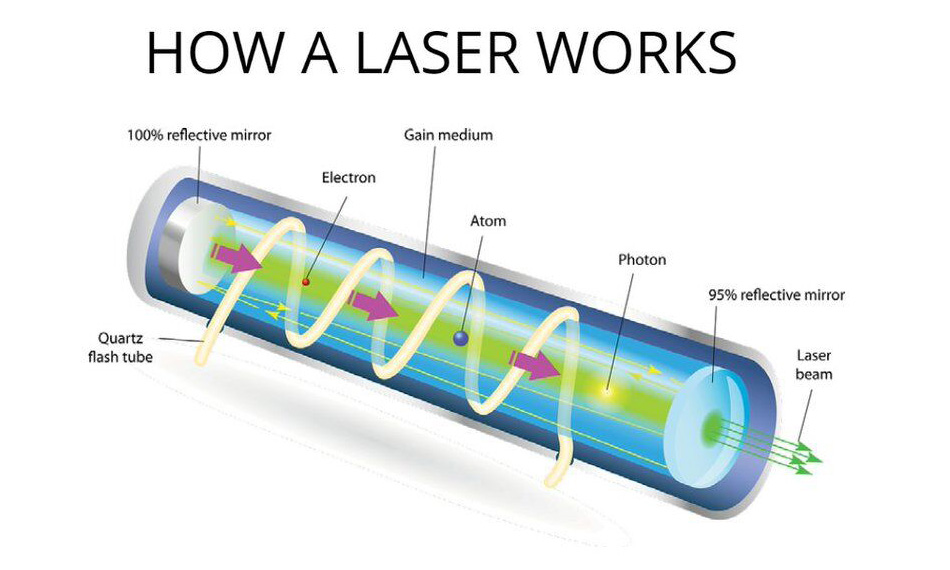 HOW A LASER WORKS
100% reflective mirror
Gain medium
Electron
Atom
Photon
95% reflective mirror
Quartz
flash tube
Laser
beam